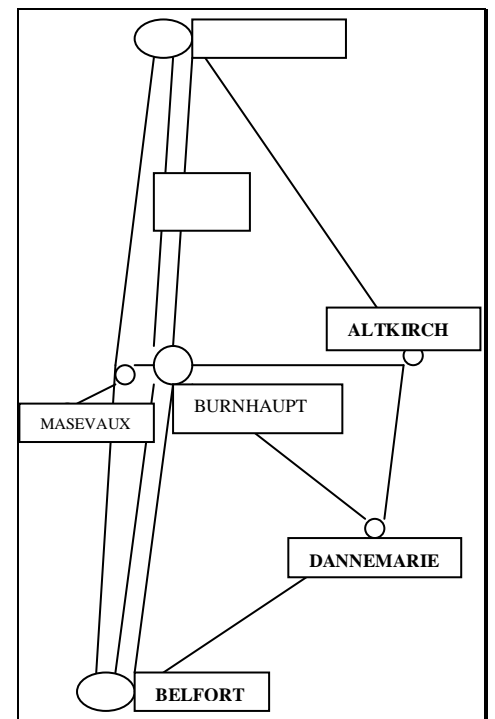 ALTKIRCH
BURNHAUPT
MASEVAUX
DANNEMARIE
BELFORT